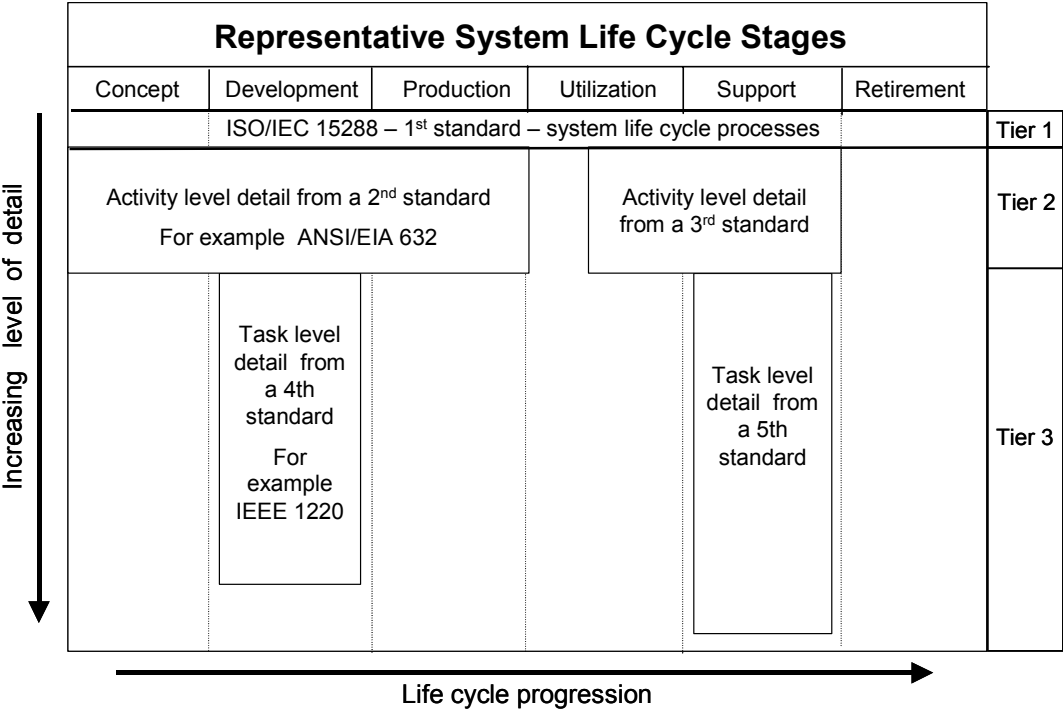 Representative System Life Cycle Stages
Concept Development Production Utilization Support Retirement
ISO/IEC 15288 – 1st standard – system life cycle processes
Tier 1
Activity level detail from a 2nd standard
For example ANSI/EIA 632
Activity level detail
from a 3rd standard
Tier 2
Task level
detail from
a 4th
standard
For
example
IEEE 1220
Task level
detail from
a 5th
standard
Tier 3
Increasing level of detail
Life cycle progression